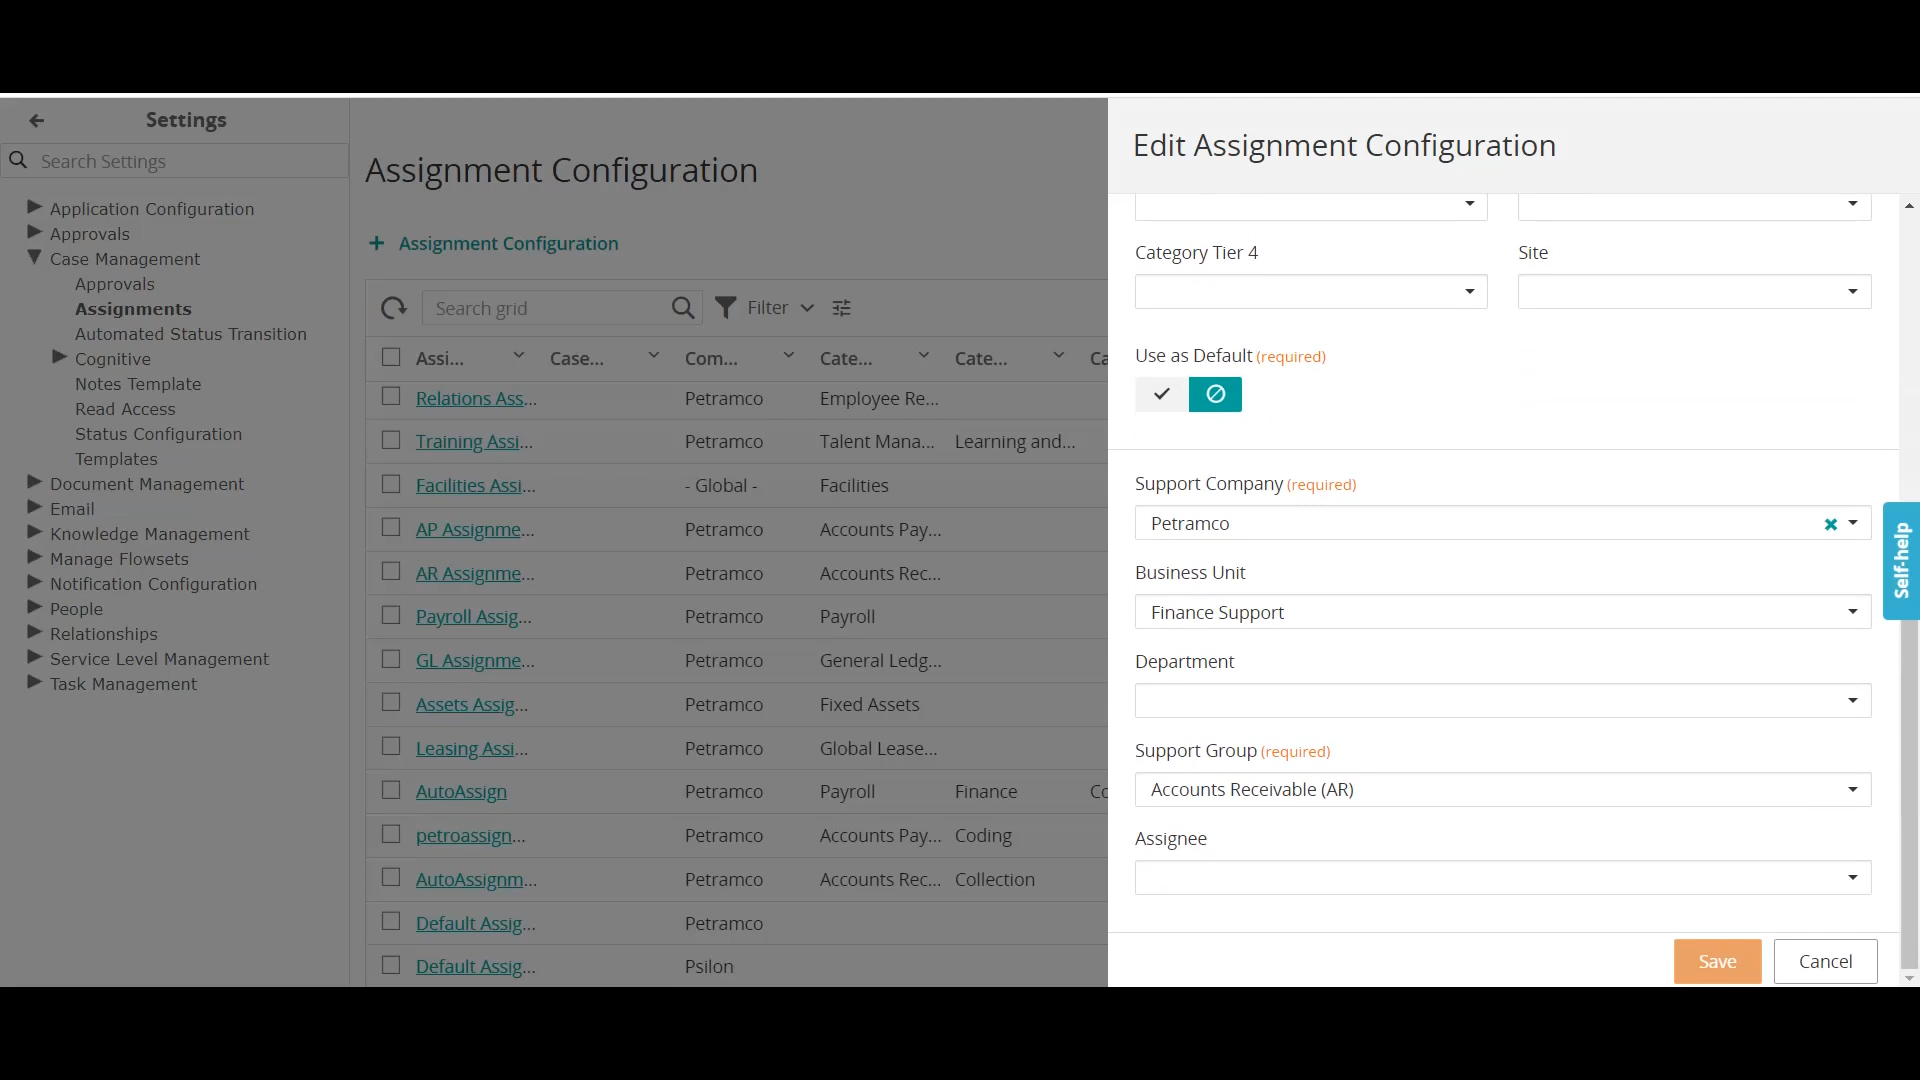 Settings
Search Settings
Application Configuration
Approvals
Case Management
Approvals
Assignments
Automated Status Transition
Cognitive
Notes Template
Read Access
Status Configuration
Templates
Document Management
Email
Knowledge Management
Manage Flowsets
Notification Configuration
People
Relationships
Service Level Management
Task Management
Assignment Configuration
+ Assignment Configuration
Search grid Filter
Assi... Case... Com... Cate... Cate... Ca
Relations Ass... Petramco Employee Re...
Training Assi... Petramco Talent Mana... Learning and...
Facilities Assi... - Global - Facilities
AP Assignme... Petramco Accounts Pay...
AR Assignme... Petramco Accounts Rec...
Payroll Assig... Petramco Payroll
GL Assignme... Petramco General Ledg...
Assets Assig... Petramco Fixed Assets
Leasing Assi... Petramco Global Lease...
AutoAssign Petramco Payroll Finance Co
petroassign... Petramco Accounts Pay... Coding
AutoAssignm... Petramco Accounts Rec... Collection
Default Assig... Petramco
Default Assig... Psilon
Edit Assignment Configuration
Category Tier 4 Site
Use as Default (required)
Support Company (required)
Petramco
Business Unit
Finance Support
Department
Support Group (required)
Accounts Receivable (AR)
Assignee
Save Cancel
Self-help